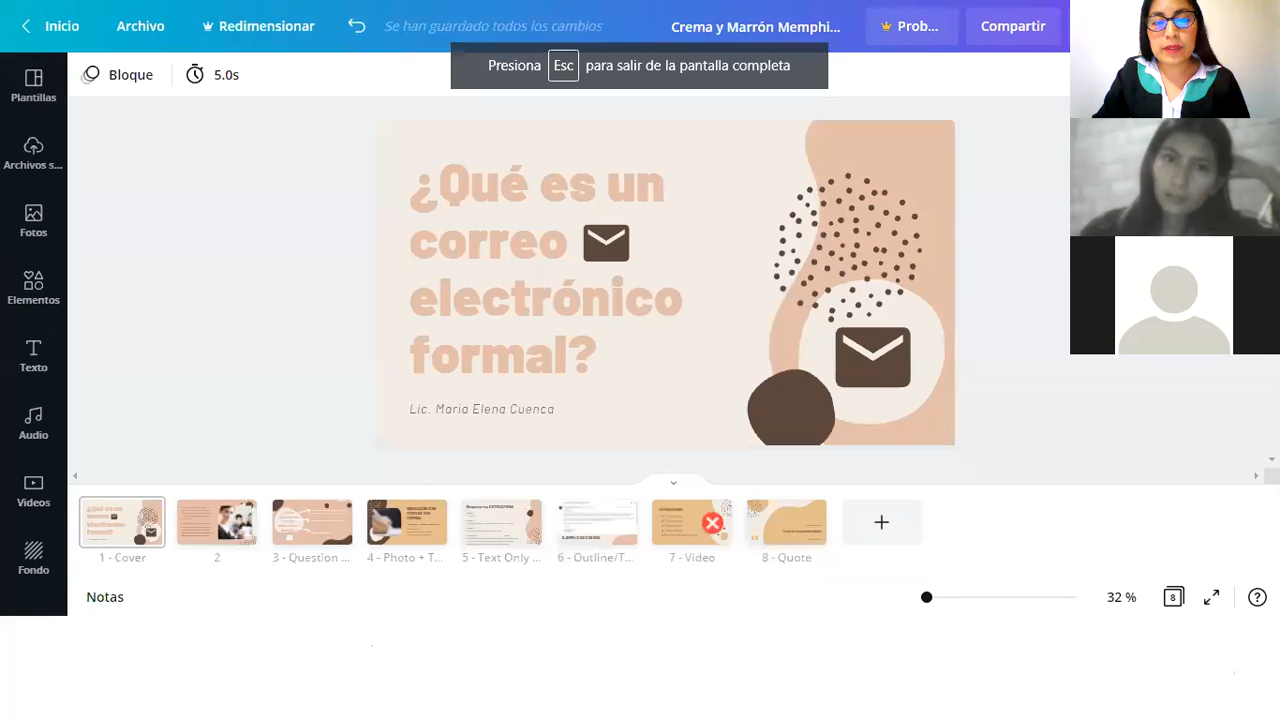 Inicio
Archivo
Redimensionar
Se han guardado todos los cambios
Crema y Marrón Memphi...
Prob...
Compartir
Presiona Esc para salir de la pantalla completa
Bloque
5.0s
Plantillas
Archivos s...
Fotos
Elementos
Texto
Audio
Videos
Fondo
¿Qué es un
correo
electrónico
formal?
Lic. Maria Elena Cuenca
1 - Cover
2
3 - Question ...
4 - Photo + T...
5 - Text Only ...
6 - Outline/T...
7 - Video
8 - Quote
Notas
32 %
8